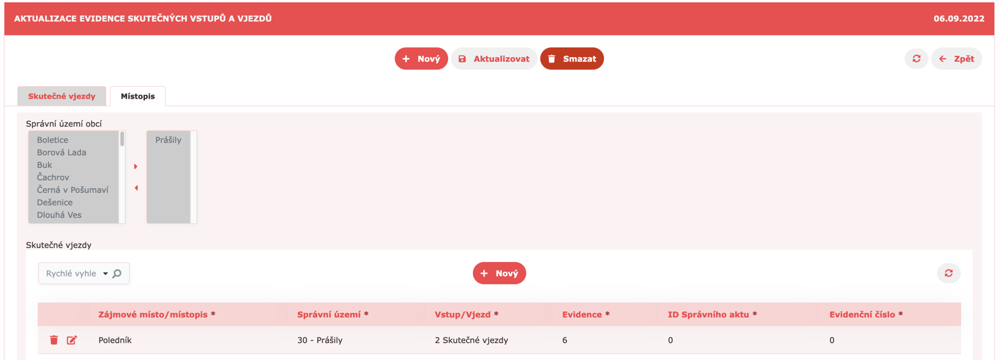 AKTUALIZACE EVIDENCE SKUTEČNÝCH VSTUPŮ A VJEZDŮ 06.09.2022
Nový Aktualizovat Smazat Zpět
Skutečné vjezdy Místopis
Správní území obcí
Boletice Prášily
Borová Lada
Buk
Čachrov
Černá v Pošumaví
Dešenice
Dlouhá Ves
Skutečné vjezdy
Rychlé vyhle Nový
Zájmové místo/místopis * Správní území * Vstup/Vjezd * Evidence * ID Správního aktu * Evidenční číslo *
Poledník 30 - Prášily 2 Skutečné vjezdy 6 0 0